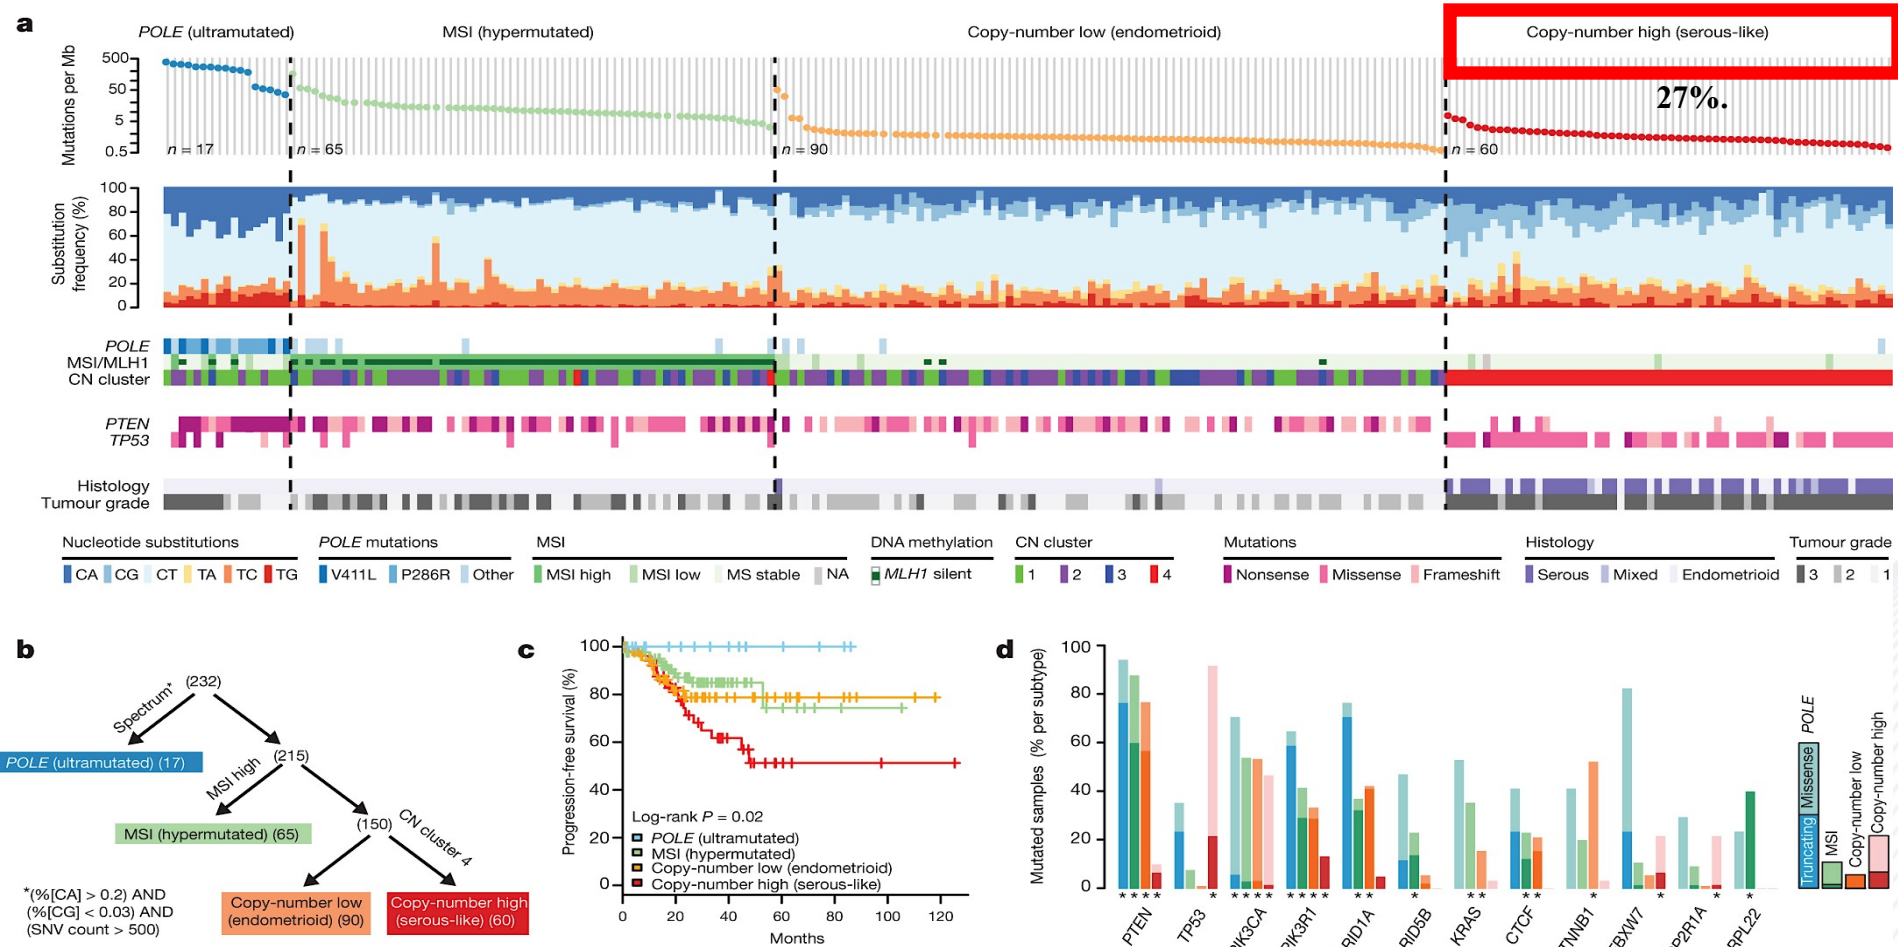 a
POLE (ultramutated)
MSI (hypermutated)
Copy-number low (endometrioid)
Copy-number high (serous-like)
27%.
Mutations per Mb
500
50
5
0.5
n = 17
n = 65
n = 90
n = 60
Substitution
frequency (%)
100
80
60
40
20
0
POLE
MSI/MLH1
CN cluster
PTEN
TP53
Histology
Tumour grade
Nucleotide substitutions
CA CG CT TA TC TG
POLE mutations
V411L P286R Other
MSI
MSI high MSI low MS stable NA
DNA methylation
MLH1 silent
CN cluster
1 2 3 4
Mutations
Nonsense Missense Frameshift
Histology
Serous Mixed Endometrioid
Tumour grade
3 2 1
b
(232)
Spectrum*
POLE (ultramutated) (17)
(215)
MSI high
MSI (hypermutated) (65)
(150)
CN cluster 4
Copy-number low
(endometrioid) (90)
Copy-number high
(serous-like) (60)
*(%[CA] > 0.2) AND
(%[CG] < 0.03) AND
(SNV count > 500)
c
Progression-free survival (%)
100
80
60
40
20
0
Log-rank P = 0.02
POLE (ultramutated)
MSI (hypermutated)
Copy-number low (endometrioid)
Copy-number high (serous-like)
0 20 40 60 80 100 120
Months
d
Mutated samples (% per subtype)
100
80
60
40
20
0
* * * * * * * * * * * * * * * * * * * * * * * * *
PTEN
TP53
IK3CA
PIK3R1
RID1A
RID5B
KRAS
CTCF
TNNB1
FBXW7
P2R1A
RPL22
Truncating Missense
POLE
MSI
Copy-number low
Copy-number high